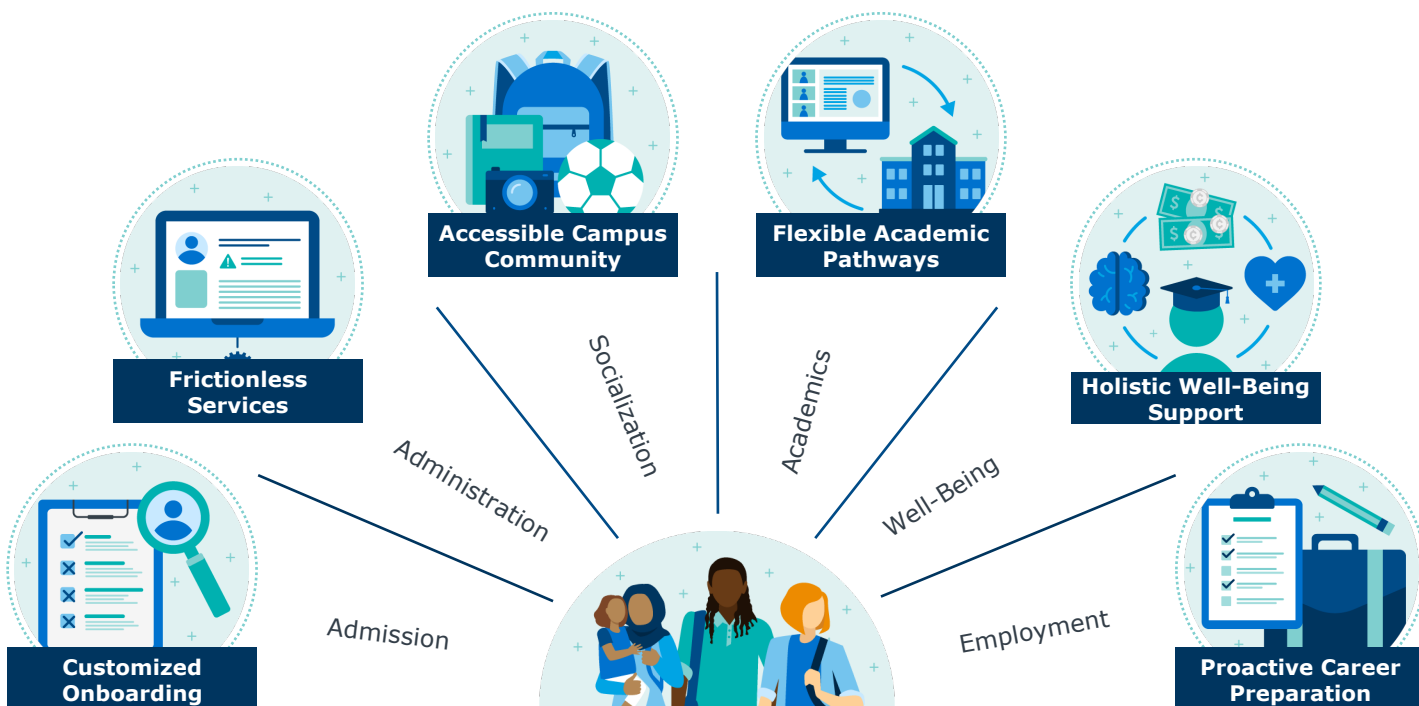 Accessible Campus
Community
Flexible Academic
Pathways
Frictionless
Services
Holistic Well-Being
Support
Customized
Onboarding
Proactive Career
Preparation
Admission
Administration
Socialization
Academics
Well-Being
Employment
$
$
$
$
C
C
C